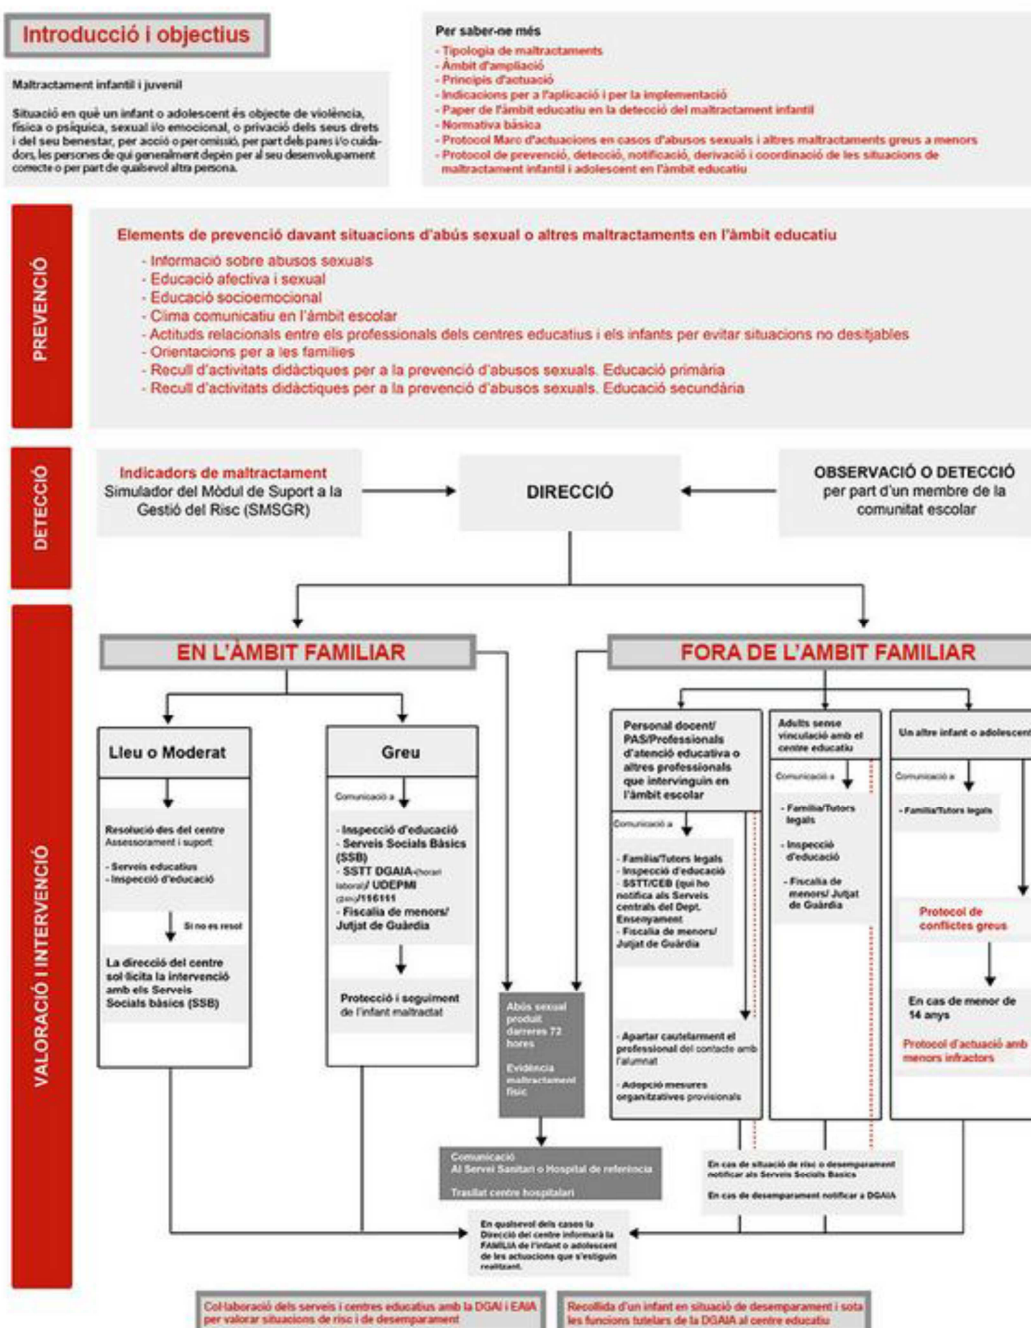 Introducció i objectius
Maltractament infantil i juvenil
Situació en què un infant o adolescent és objecte de violència,
física o psíquica, sexual i/o emocional, o privació dels seus drets
i del seu benestar, per acció o per omissió, per part dels pares i/o cuida-
dors, les persones de qui generalment depèn per al seu desenvolupament
correcte o per part de qualsevol altra persona.
Per saber-ne més
- Tipologia de maltractaments
- Àmbit d'ampliació
- Principis d'actuació
- Indicacions per a l'aplicació i per la implementació
- Paper de l'àmbit educatiu en la detecció del maltractament infantil
- Normativa bàsica
- Protocol Marc d'actuacions en casos d'abusos sexuals i altres maltractaments greus a menors
- Protocol de prevenció, detecció, notificació, derivació i coordinació de les situacions de
maltractament infantil i adolescent en l'àmbit educatiu
PREVENCIÓ
Elements de prevenció davant situacions d'abús sexual o altres maltractaments en l'àmbit educatiu
- Informació sobre abusos sexuals
- Educació afectiva i sexual
- Educació socioemocional
- Clima comunicatiu en l'àmbit escolar
- Actituds relacionals entre els professionals dels centres educatius i els infants per evitar situacions no desitjables
- Orientacions per a les famílies
- Recull d'activitats didàctiques per a la prevenció d'abusos sexuals. Educació primària
- Recull d'activitats didàctiques per a la prevenció d'abusos sexuals. Educació secundària
DETECCIÓ
Indicadors de maltractament
Simulador del Mòdul de Suport a la
Gestió del Risc (SMSGR)
DIRECCIÓ
OBSERVACIÓ O DETECCIÓ
per part d'un membre de la
comunitat escolar
VALORACIÓ I INTERVENCIÓ
EN L'ÀMBIT FAMILIAR
Lleu o Moderat
Resolució des del centre
Assessorament i suport:
- Serveis educatius
- Inspecció d'educació
Si no es resol
La direcció del centre
sol·licita la intervenció
amb els Serveis
Socials bàsics (SSB)
Greu
Comunicació a
- Inspecció d'educació
- Serveis Socials Bàsics
(SSB)
- SSTT DGAIA-(horari
laboral)/ UDEPMI
(24h)/116111
- Fiscalia de menors/
Jutjat de Guàrdia
Protecció i seguiment
de l'infant maltractat
Abús sexual
produït
darreres 72
hores
Evidència
maltractament
físic
Comunicació
Al Servei Sanitari o Hospital de referència
Trasllat centre hospitalari
FORA DE L'AMBIT FAMILIAR
Personal docent/
PAS/Professionals
d'atenció educativa o
altres professionals
que intervinguin en
l'àmbit escolar
Comunicació a
- Família/Tutors legals
- Inspecció d'educació
- SSTT/CEB (qui ho
notifica als Serveis
centrals del Dept.
Ensenyament
- Fiscalia de menors/
Jutjat de Guàrdia
- Apartar cautelarment el
professional del contacte amb
l'alumnat
- Adopció mesures
organitzatives provisionals
Adults sense
vinculació amb el
centre educatiu
Comunicació a
- Família/Tutors
legals
- Inspecció
d'educació
- Fiscalia de
menors/ Jutjat
de Guàrdia
Un altre infant o adolescent
Comunicació a
- Família/Tutors legals
Protocol de
conflictes greus
En cas de menor de
14 anys
Protocol d'actuació amb
menors infractors
En cas de situació de risc o desemparament
notificar als Serveis Socials Basics
En cas de desemparament notificar a DGAIA
En qualsevol dels casos la
Direcció del centre informarà la
FAMÍLIA de l'infant o adolescent
de les actuacions que s'estiguin
realitzant.
Col·laboració dels serveis i centres educatius amb la DGAI i EAIA
per valorar situacions de risc i de desemparament
Recollida d'un infant en situació de desemparament i sota
les funcions tutelars de la DGAIA al centre educatiu